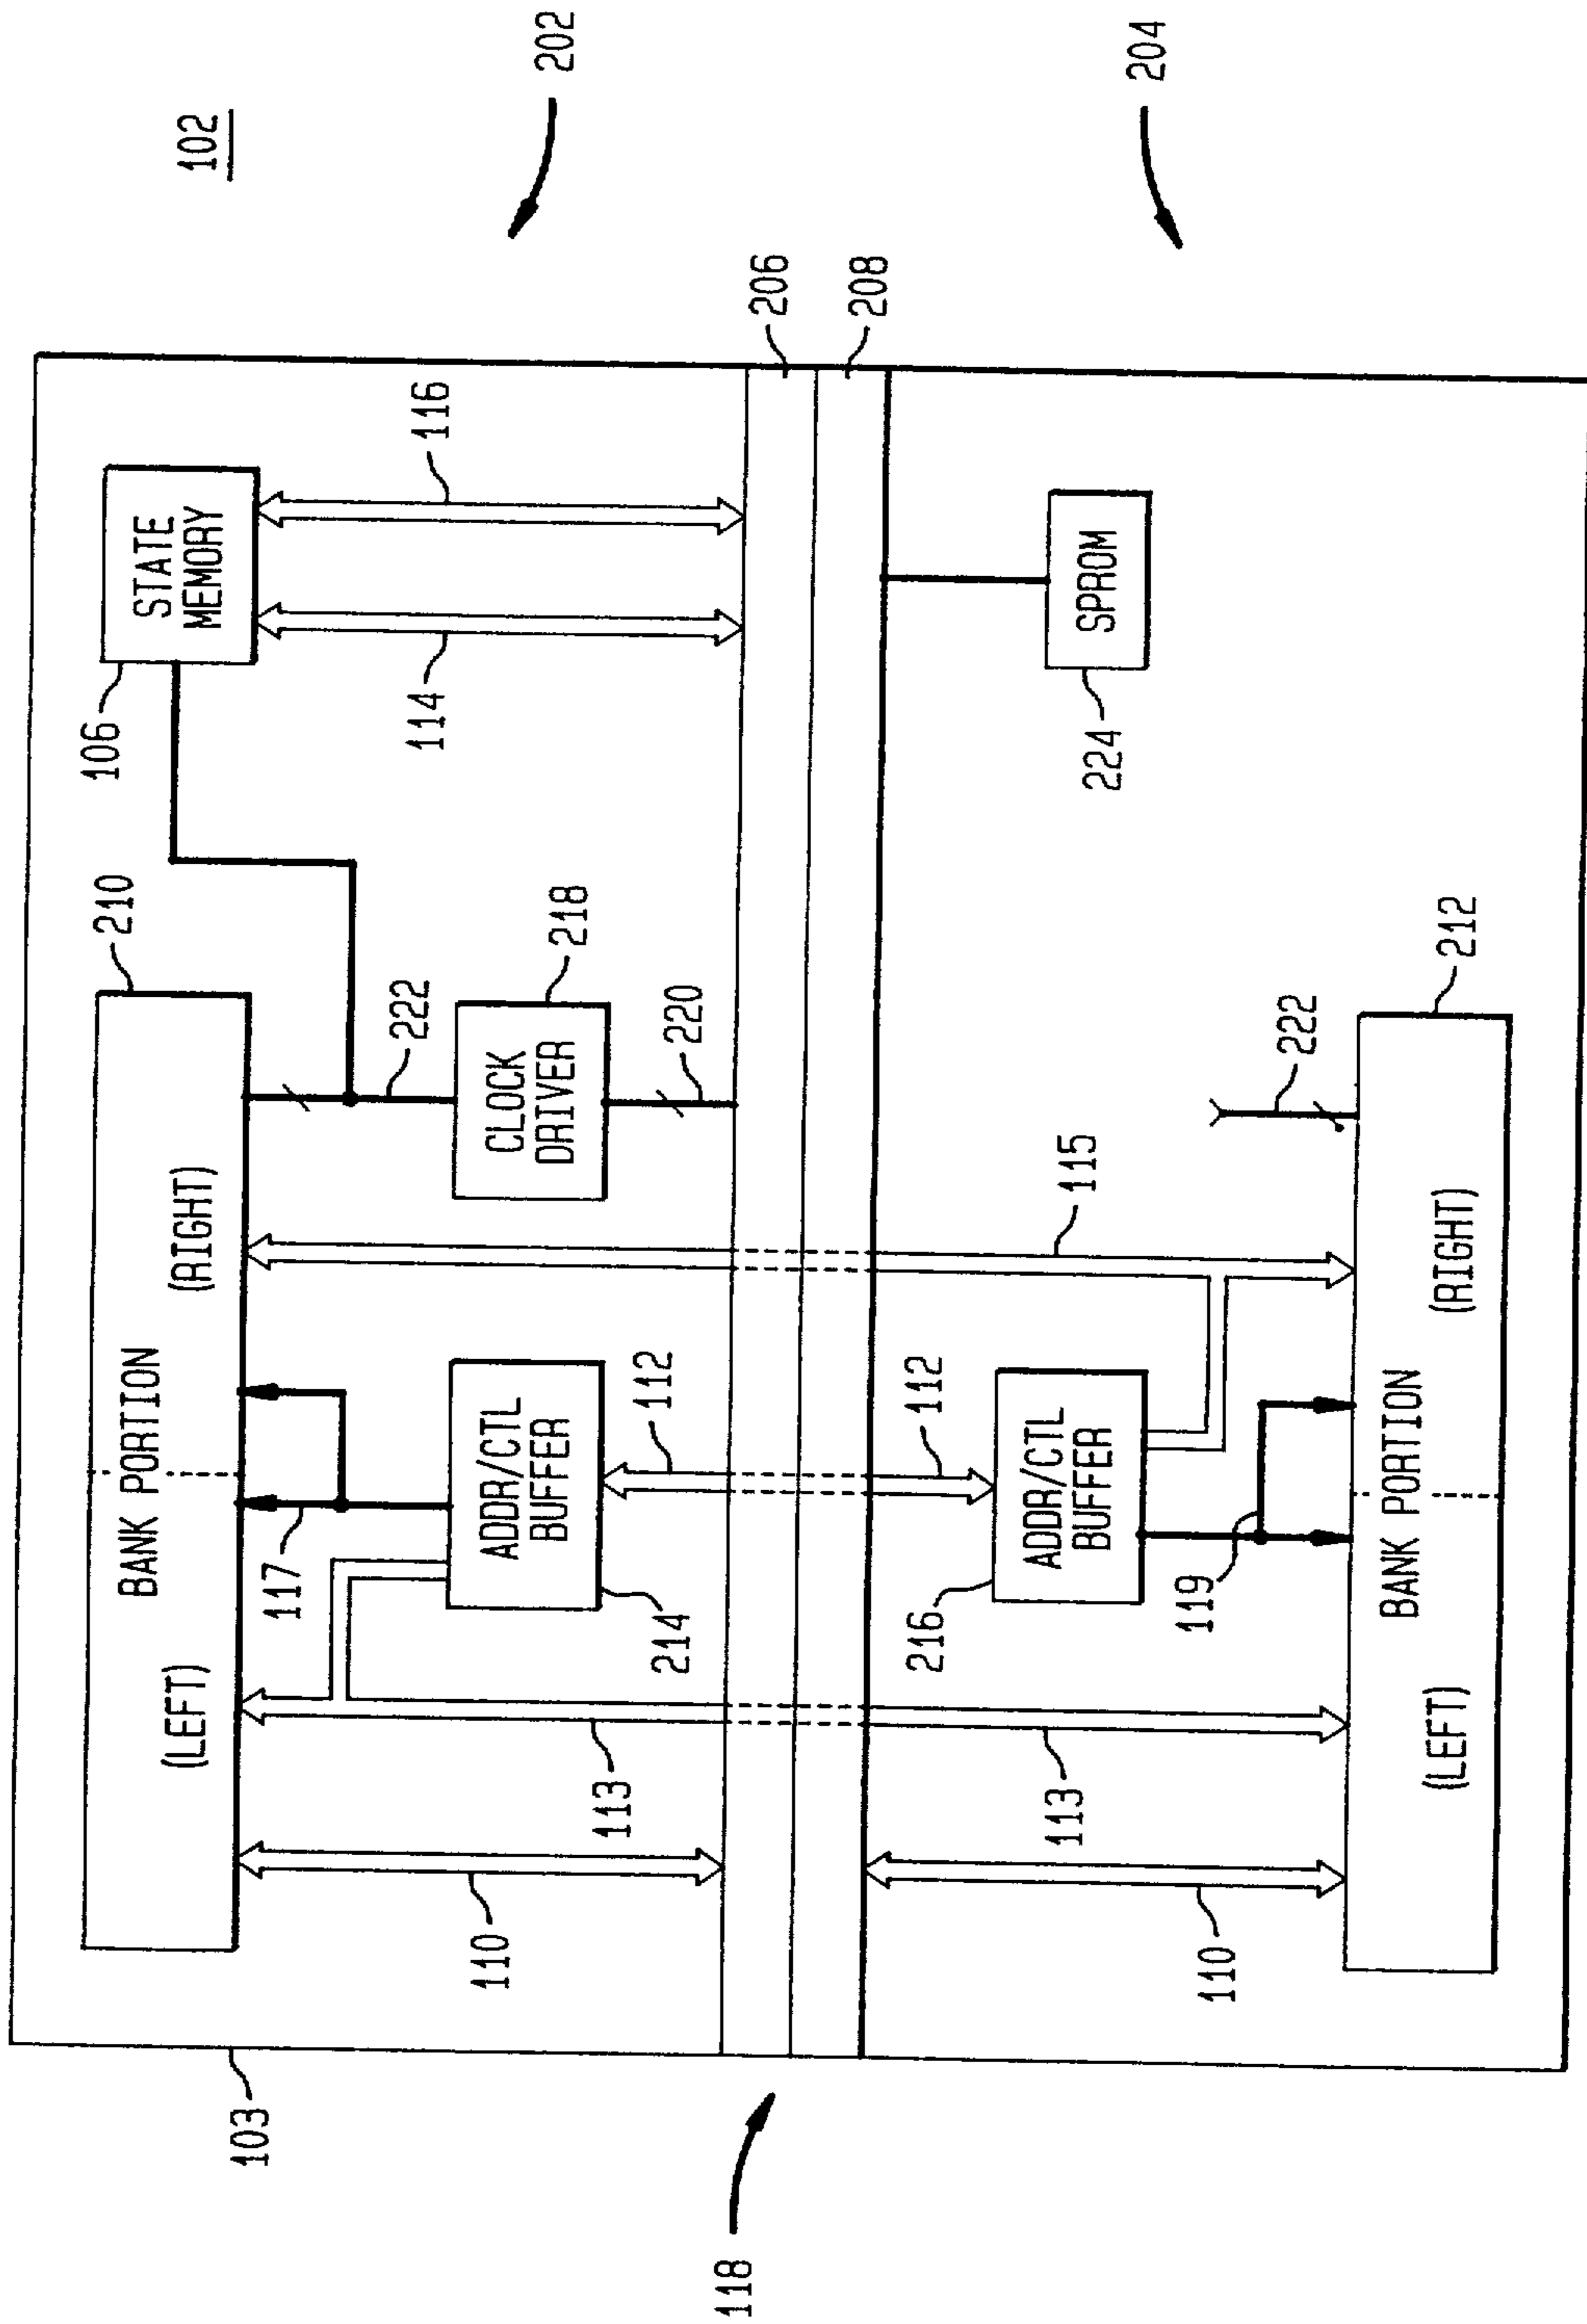 102
202
204
103
118
206
208
210
BANK PORTION
(LEFT)
(RIGHT)
106
STATE
MEMORY
117
222
ADDR/CTL
BUFFER
214
CLOCK
DRIVER
218
110
113
112
220
114
116
110
113
216
ADDR/CTL
BUFFER
112
115
224
SPROM
119
222
212
BANK PORTION
(LEFT)
(RIGHT)